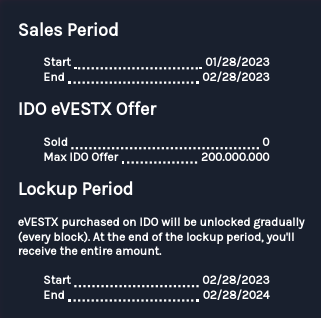 Sales Period
Start 01/28/2023
End 02/28/2023
IDO eVESTX Offer
Sold 0
Max IDO Offer 200.000.000
Lockup Period
eVESTX purchased on IDO will be unlocked gradually
(every block). At the end of the lockup period, you'll
receive the entire amount.
Start 02/28/2023
End 02/28/2024